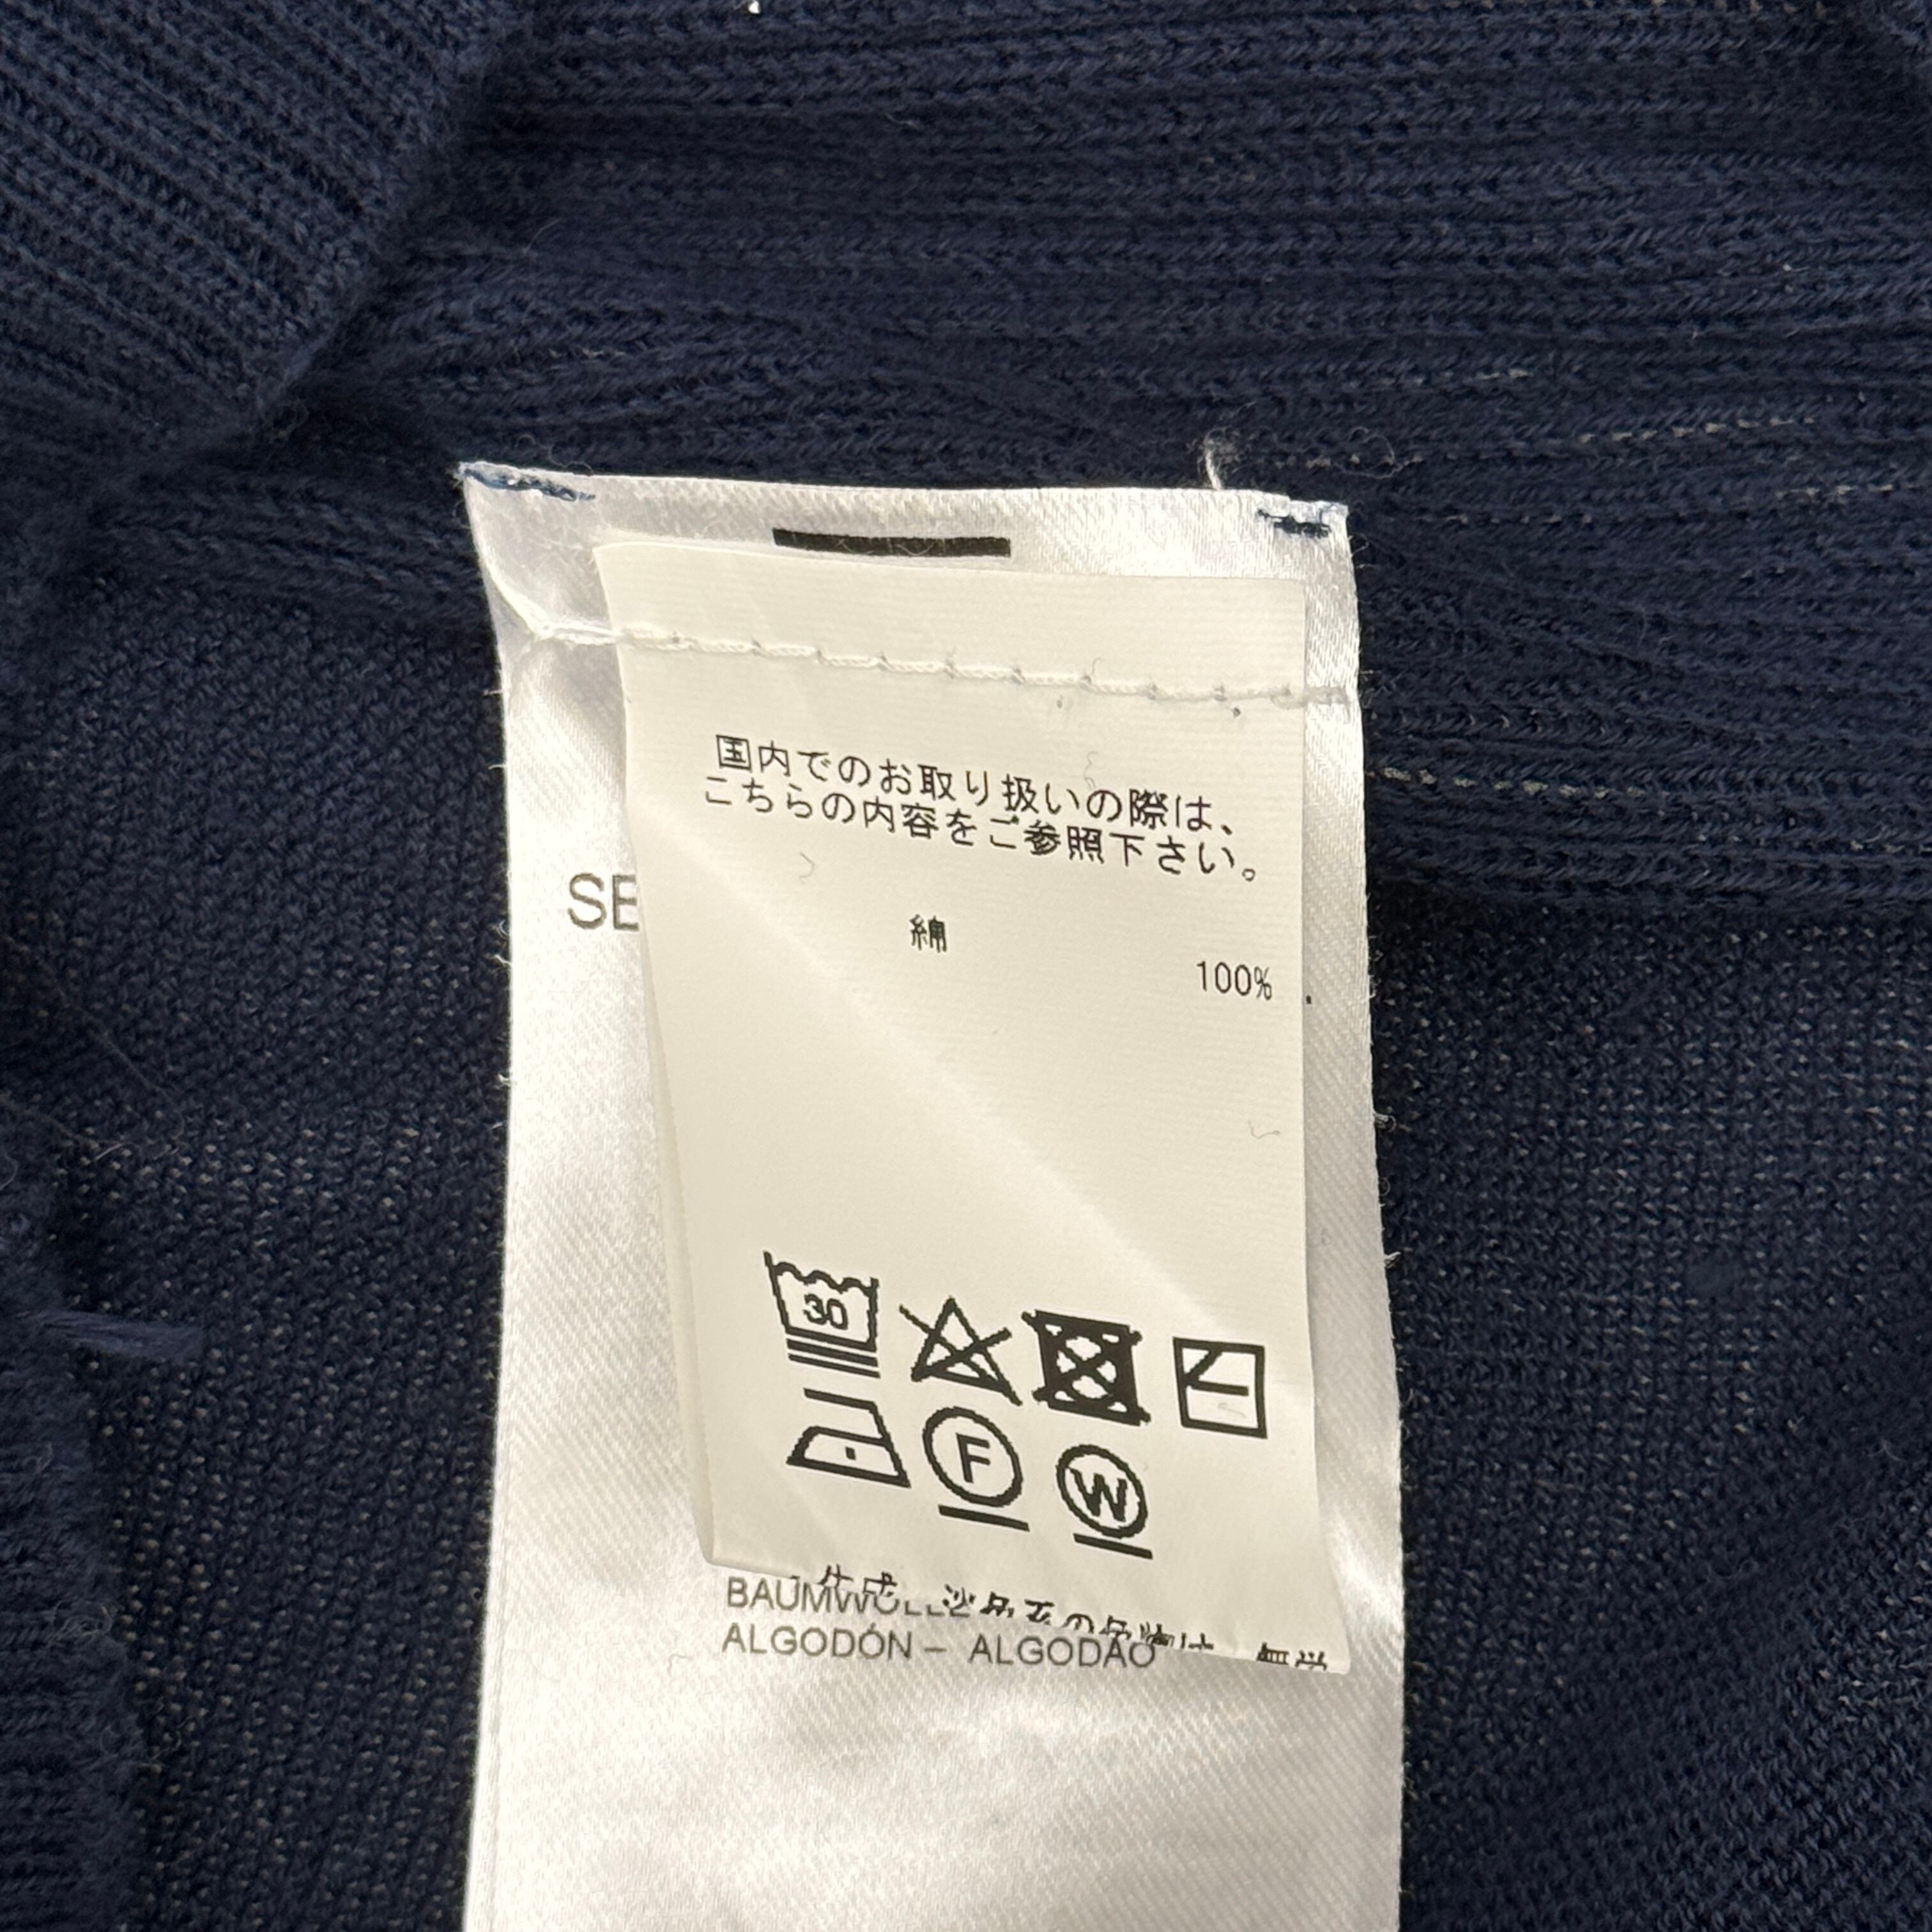 国内でのお取り扱いの際は、
こちらの内容をご参照下さい。
SE
綿
100%
30
F
W
ALGODÓN – ALGODÃO